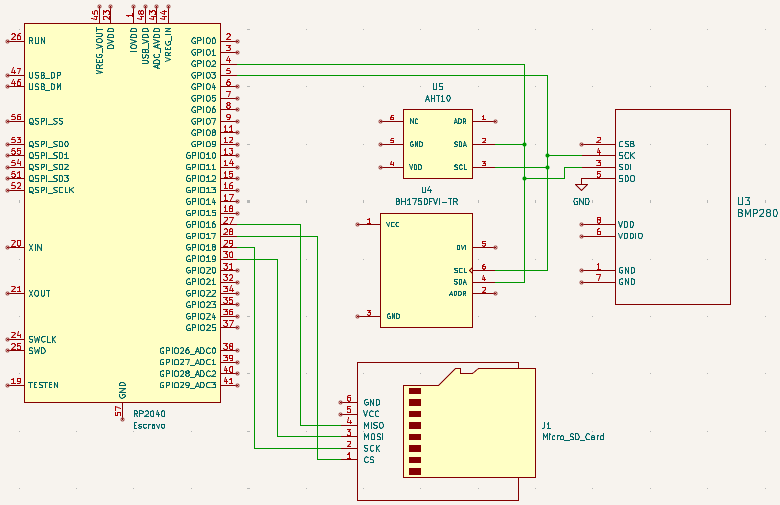 45 VREG_VOUT
23 DVDD
1 IOVDD
48 USB_VDD
43 ADC_AVDD
44 VREG_IN
26 RUN
47 USB_DP
46 USB_DM
56 QSPI_SS
53 QSPI_SD0
55 QSPI_SD1
54 QSPI_SD2
51 QSPI_SD3
52 QSPI_SCLK
20 XIN
21 XOUT
24 SWCLK
25 SWD
19 TESTEN
GPIO0 2
GPIO1 3
GPIO2 4
GPIO3 5
GPIO4 6
GPIO5 7
GPIO6 8
GPIO7 9
GPIO8 11
GPIO9 12
GPIO10 13
GPIO11 14
GPIO12 15
GPIO13 16
GPIO14 17
GPIO15 18
GPIO16 27
GPIO17 28
GPIO18 29
GPIO19 30
GPIO20 31
GPIO21 32
GPIO22 34
GPIO23 35
GPIO24 36
GPIO25 37
GPIO26_ADC0 38
GPIO27_ADC1 39
GPIO28_ADC2 40
GPIO29_ADC3 41
GND 57
RP2040
Escravo
U5
AHT10
6 NC
5 GND
4 VDD
ADR 1
SDA 2
SCL 3
U4
BH1750FVI-TR
1 VCC
3 GND
DVI 5
SCL 6
SDA 4
ADDR 2
2 CSB
4 SCK
3 SDI
5 SDO
GND
8 VDD
6 VDDIO
1 GND
7 GND
U3
BMP280
6 GND
5 VCC
4 MISO
3 MOSI
2 SCK
1 CS
J1
Micro_SD_Card